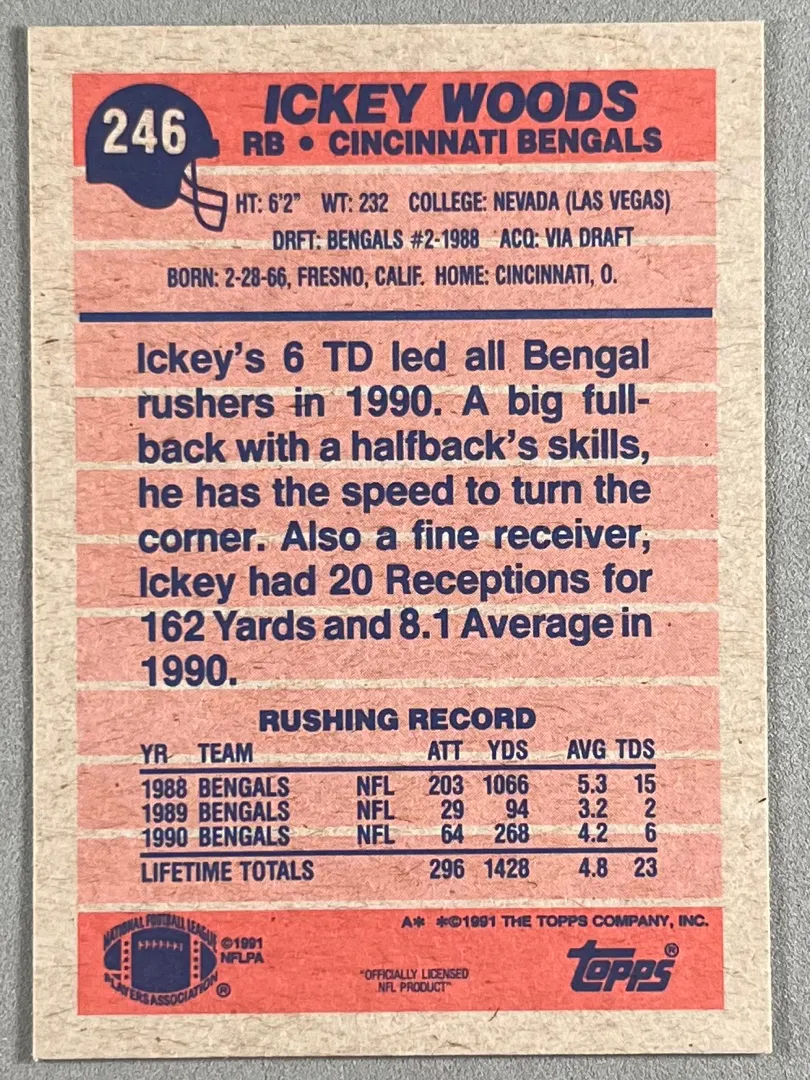 246
ICKEY WOODS
RB • CINCINNATI BENGALS
HT: 6'2" WT: 232 COLLEGE: NEVADA (LAS VEGAS)
DRFT: BENGALS #2-1988 ACQ: VIA DRAFT
BORN: 2-28-66, FRESNO, CALIF. HOME: CINCINNATI, O.
Ickey's 6 TD led all Bengal
rushers in 1990. A big full-
back with a halfback's skills,
he has the speed to turn the
corner. Also a fine receiver,
Ickey had 20 Receptions for
162 Yards and 8.1 Average in
1990.
RUSHING RECORD
YR TEAM ATT YDS AVG TDS
1988 BENGALS NFL 203 1066 5.3 15
1989 BENGALS NFL 29 94 3.2 2
1990 BENGALS NFL 64 268 4.2 6
LIFETIME TOTALS 296 1428 4.8 23
A* *©1991 THE TOPPS COMPANY, INC.
NATIONAL FOOTBALL LEAGUE
PLAYERS ASSOCIATION ®
©1991
NFLPA
"OFFICIALLY LICENSED
NFL PRODUCT"
topps ®